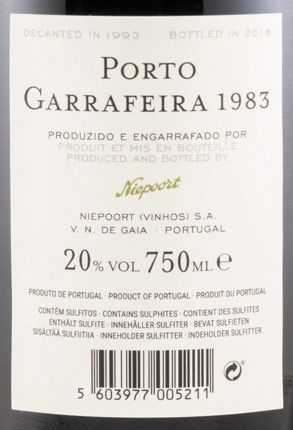 DECANTED IN 1993 BOTTLED IN 2018
PORTO
GARRAFEIRA 1983
PRODUZIDO E ENGARRAFADO POR
PRODUIT ET MIS EN BOUTEILLE
PRODUCED AND BOTTLED BY
Niepoort
NIEPOORT (VINHOS) S.A.
V. N. DE GAIA · PORTUGAL
20% VOL 750 ML e
PRODUTO DE PORTUGAL · PRODUCT OF PORTUGAL · PRODUIT DU PORTUGAL
CONTÉM SULFITOS · CONTAINS SULPHITES · CONTIENT DES SULFITES
ENTHÄLT SULFITE · INNEHÅLLER SULFITER · BEVAT SULFIETEN
SISÄLTÄÄ SULFIITTIA · INNEHOLDER SULFITTER · INDEHOLDER SULFITTER
5 603977 005211